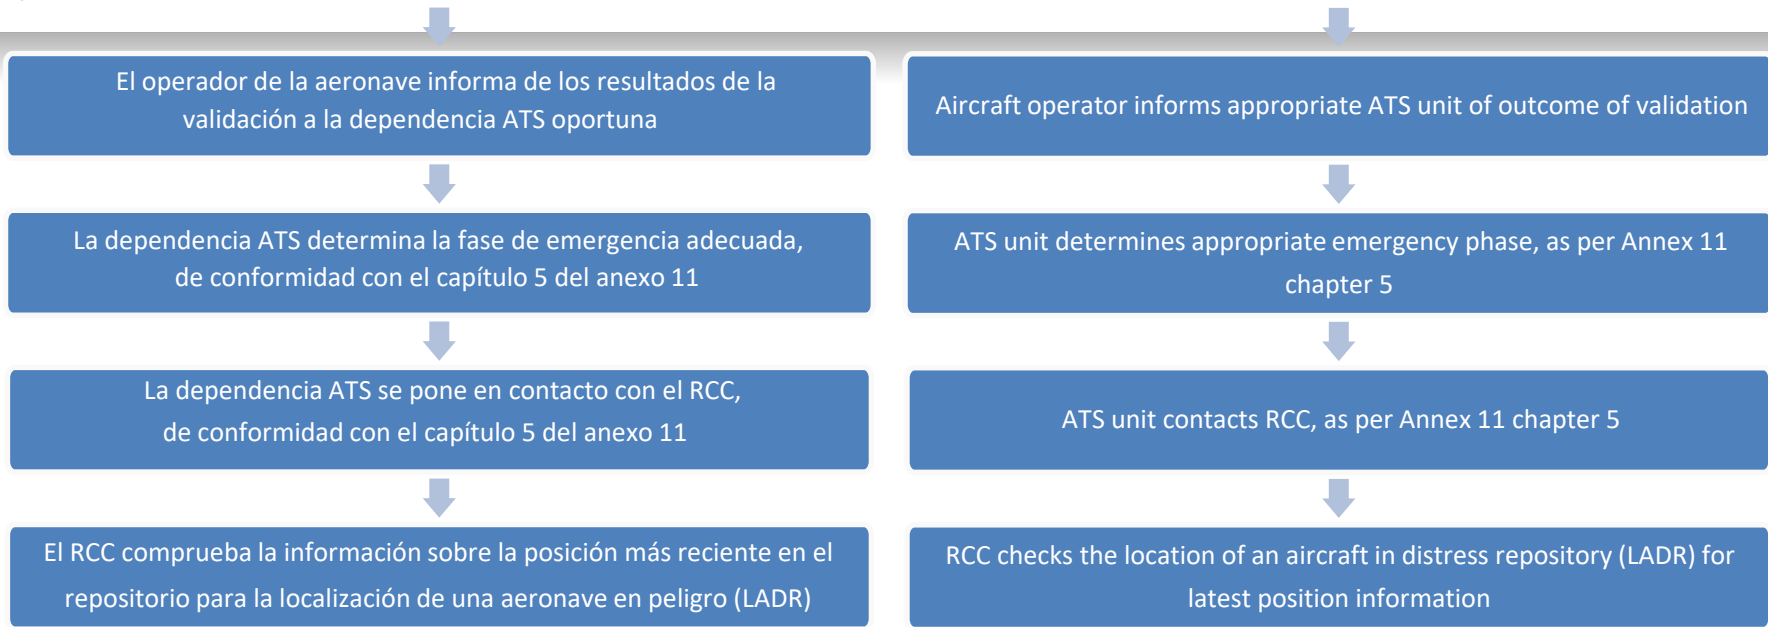 El operador de la aeronave informa de los resultados de la
validación a la dependencia ATS oportuna
La dependencia ATS determina la fase de emergencia adecuada,
de conformidad con el capítulo 5 del anexo 11
La dependencia ATS se pone en contacto con el RCC,
de conformidad con el capítulo 5 del anexo 11
El RCC comprueba la información sobre la posición más reciente en el
repositorio para la localización de una aeronave en peligro (LADR)
Aircraft operator informs appropriate ATS unit of outcome of validation
ATS unit determines appropriate emergency phase, as per Annex 11
chapter 5
ATS unit contacts RCC, as per Annex 11 chapter 5
RCC checks the location of an aircraft in distress repository (LADR) for
latest position information